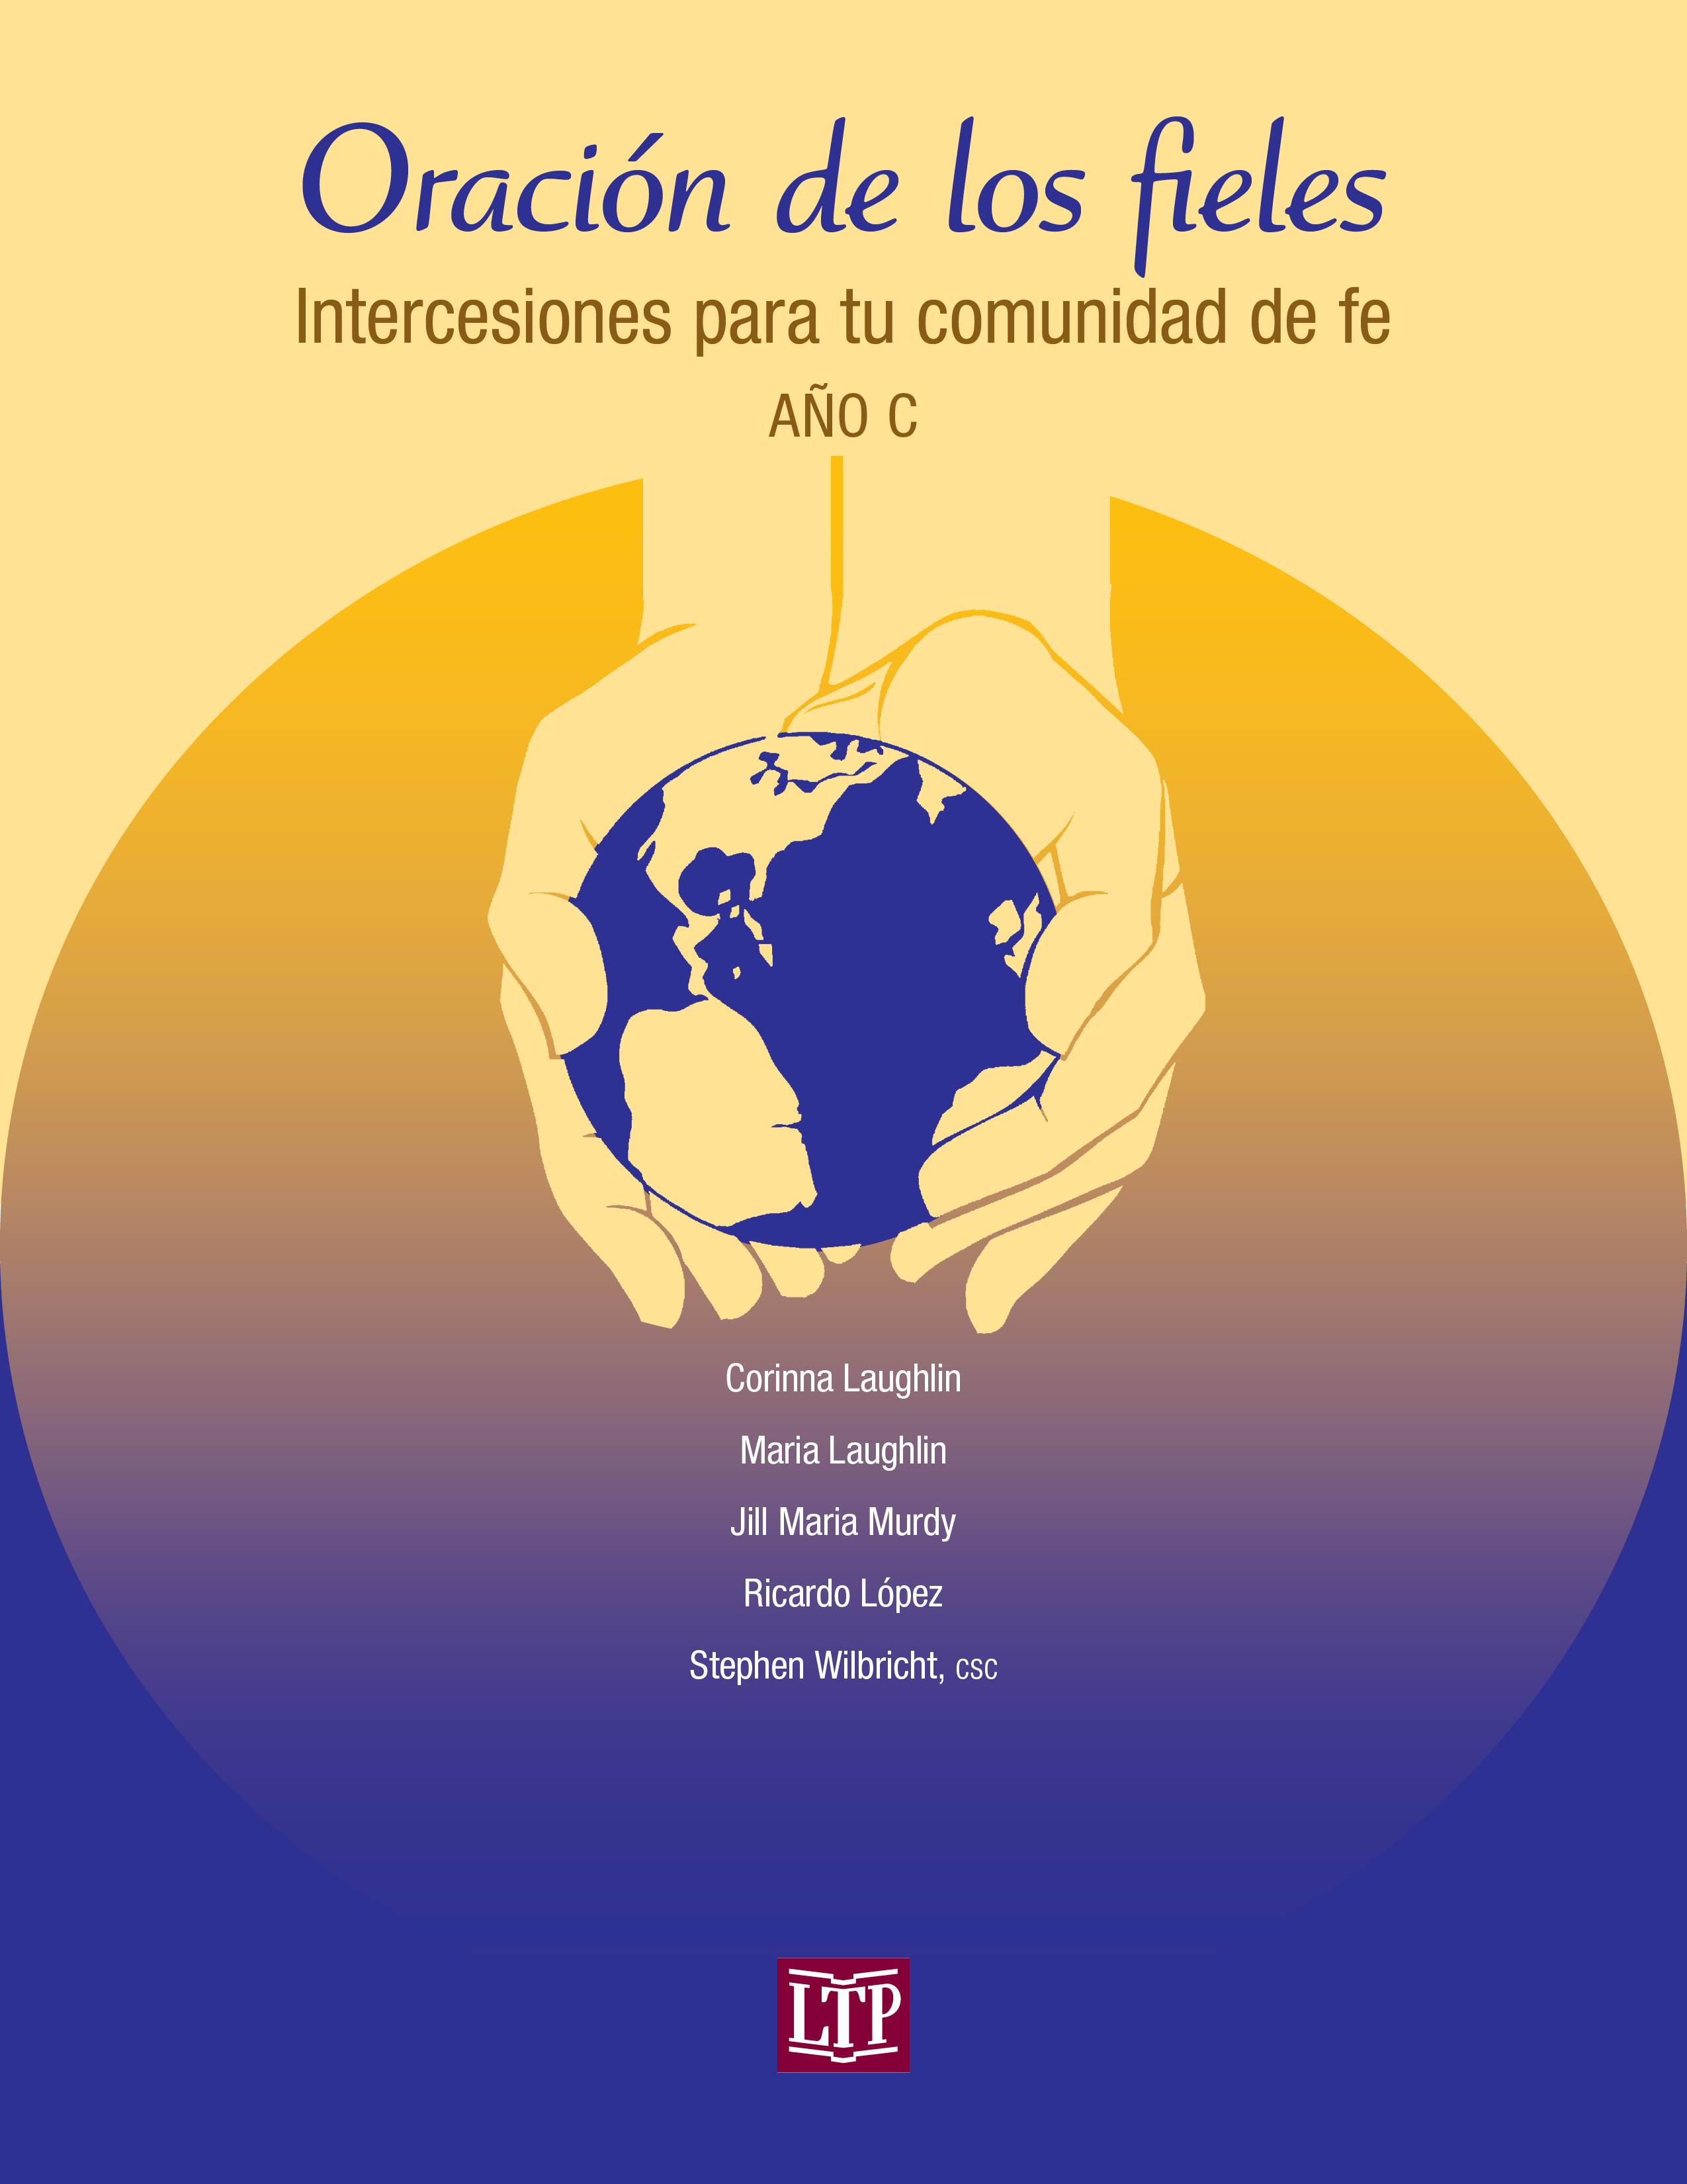 Oración de los fieles
Intercesiones para tu comunidad de fe
AÑO C
Corinna Laughlin
Maria Laughlin
Jill Maria Murdy
Ricardo López
Stephen Wilbricht, CSC
LTP